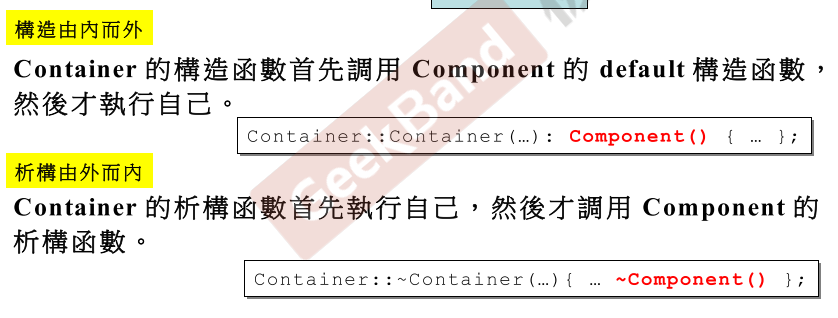 構造由內而外
Container 的構造函數首先調用 Component 的 default 構造函數，
然後才執行自己。
Container::Container(…): Component() { … };
析構由外而內
Container 的析構函數首先執行自己，然後才調用 Component 的
析構函數。
Container::~Container(…){ … ~Component() };
SeekBand